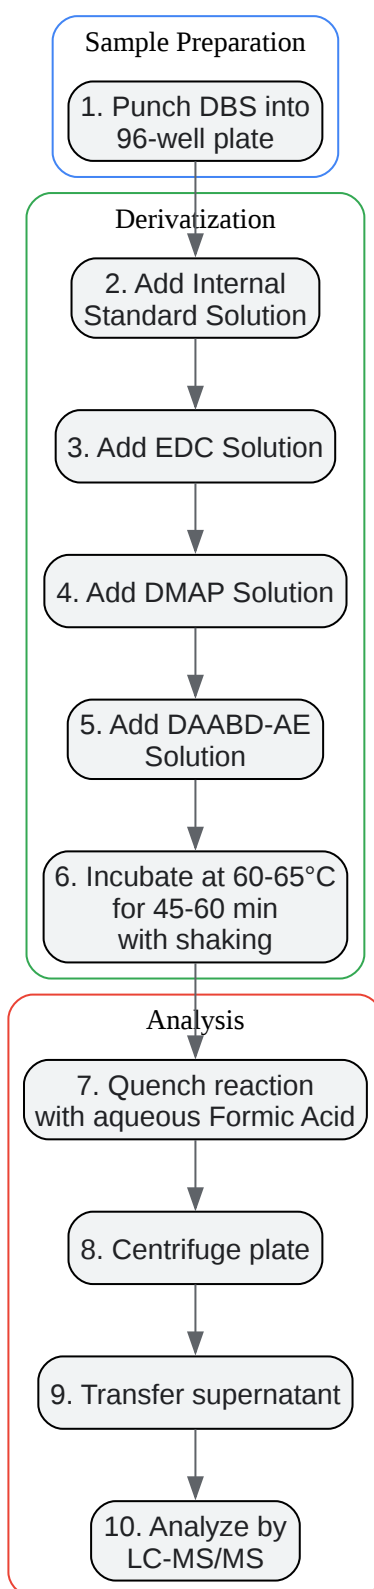 Sample Preparation
1. Punch DBS into
96-well plate
Derivatization
2. Add Internal
Standard Solution
3. Add EDC Solution
4. Add DMAP Solution
5. Add DAABD-AE
Solution
6. Incubate at 60-65°C
for 45-60 min
with shaking
Analysis
7. Quench reaction
with aqueous Formic Acid
8. Centrifuge plate
9. Transfer supernatant
10. Analyze by
LC-MS/MS